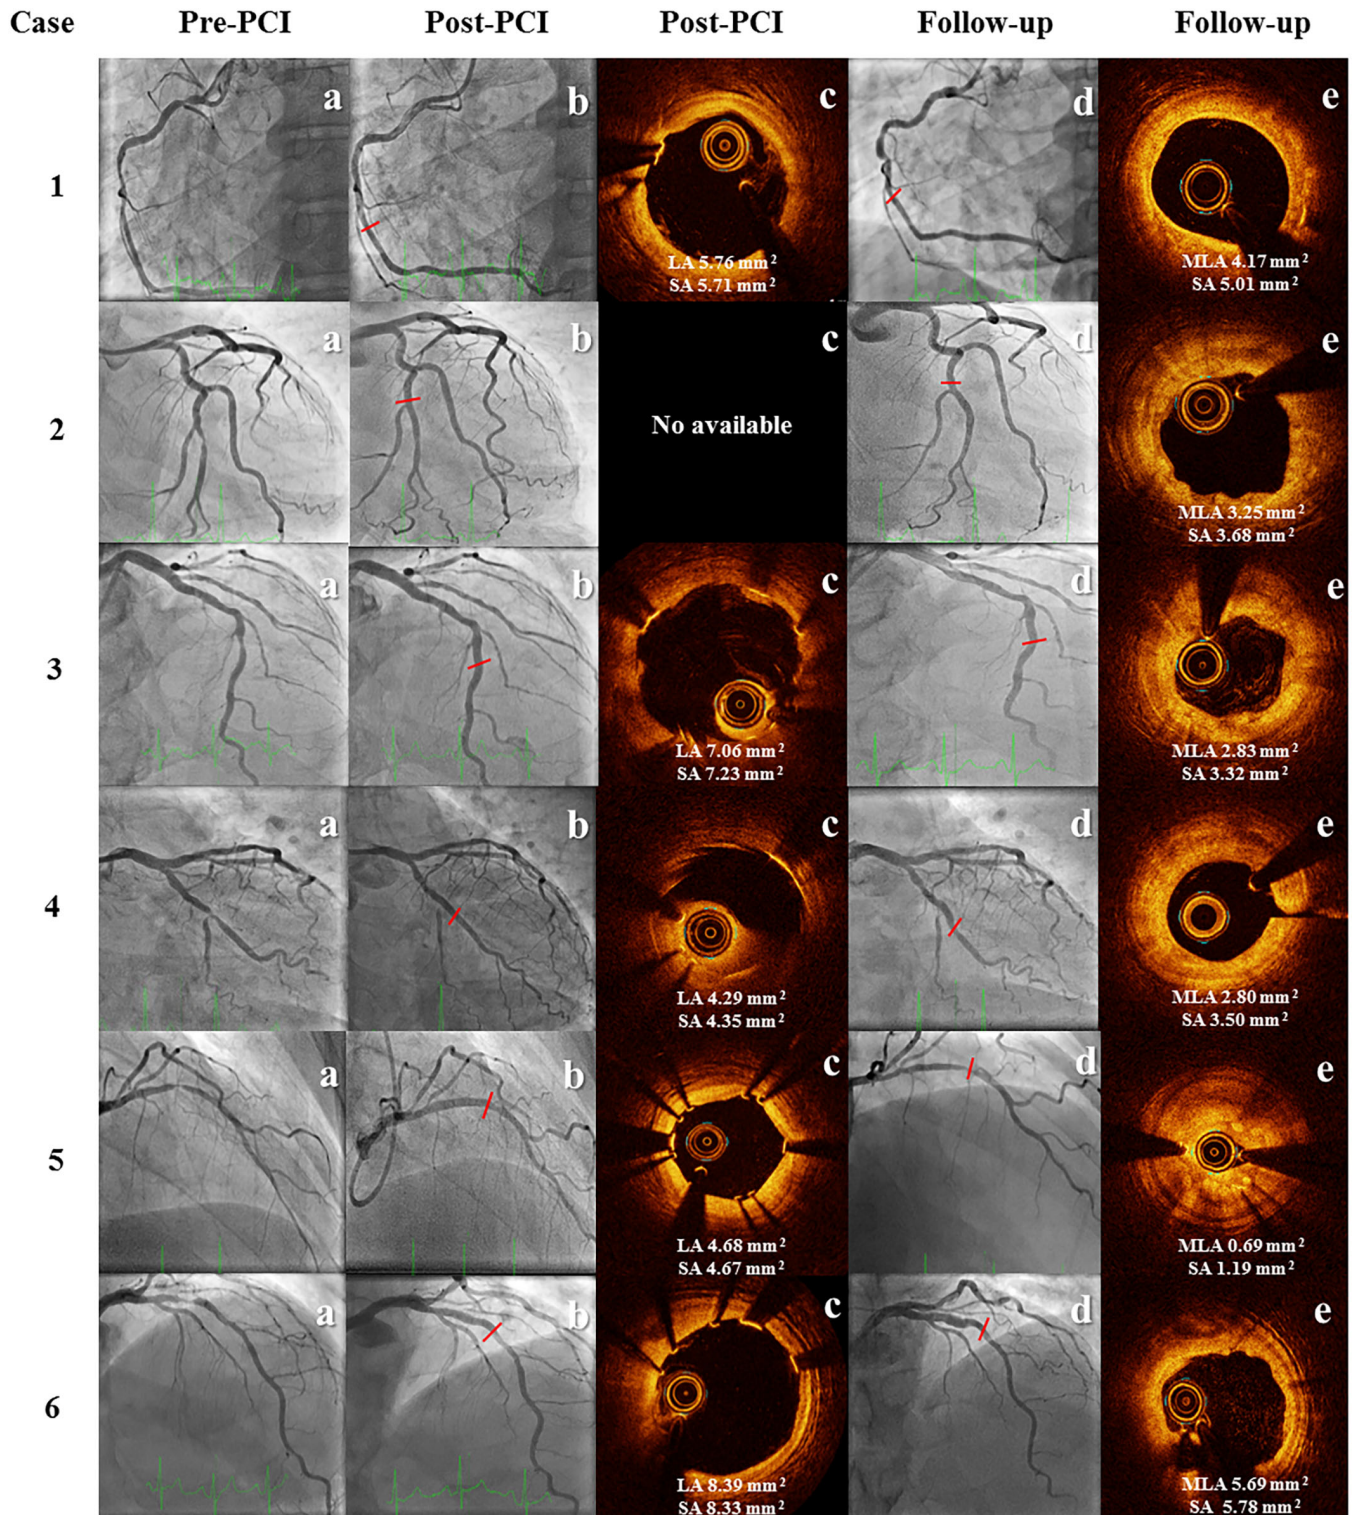 Case Pre-PCI Post-PCI Post-PCI Follow-up Follow-up
1 a b c d e
LA 5.76 mm² MLA 4.17 mm²
SA 5.71 mm² SA 5.01 mm²
2 a b c d e
No available
MLA 3.25 mm²
SA 3.68 mm²
3 a b c d e
LA 7.06 mm² MLA 2.83 mm²
SA 7.23 mm² SA 3.32 mm²
4 a b c d e
LA 4.29 mm² MLA 2.80 mm²
SA 4.35 mm² SA 3.50 mm²
5 a b c d e
LA 4.68 mm² MLA 0.69 mm²
SA 4.67 mm² SA 1.19 mm²
6 a b c d e
LA 8.39 mm² MLA 5.69 mm²
SA 8.33 mm² SA 5.78 mm²